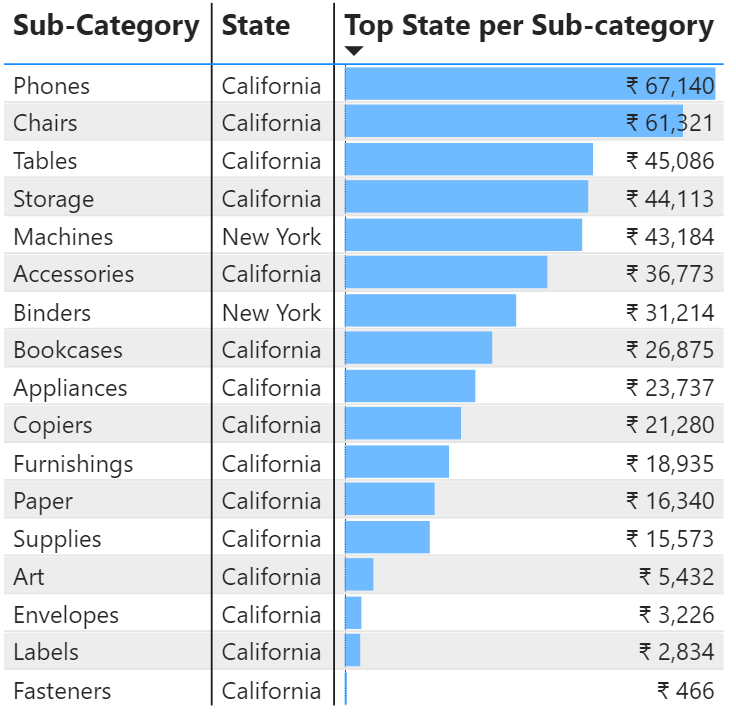 Sub-Category State Top State per Sub-category
Phones California ₹ 67,140
Chairs California ₹ 61,321
Tables California ₹ 45,086
Storage California ₹ 44,113
Machines New York ₹ 43,184
Accessories California ₹ 36,773
Binders New York ₹ 31,214
Bookcases California ₹ 26,875
Appliances California ₹ 23,737
Copiers California ₹ 21,280
Furnishings California ₹ 18,935
Paper California ₹ 16,340
Supplies California ₹ 15,573
Art California ₹ 5,432
Envelopes California ₹ 3,226
Labels California ₹ 2,834
Fasteners California ₹ 466